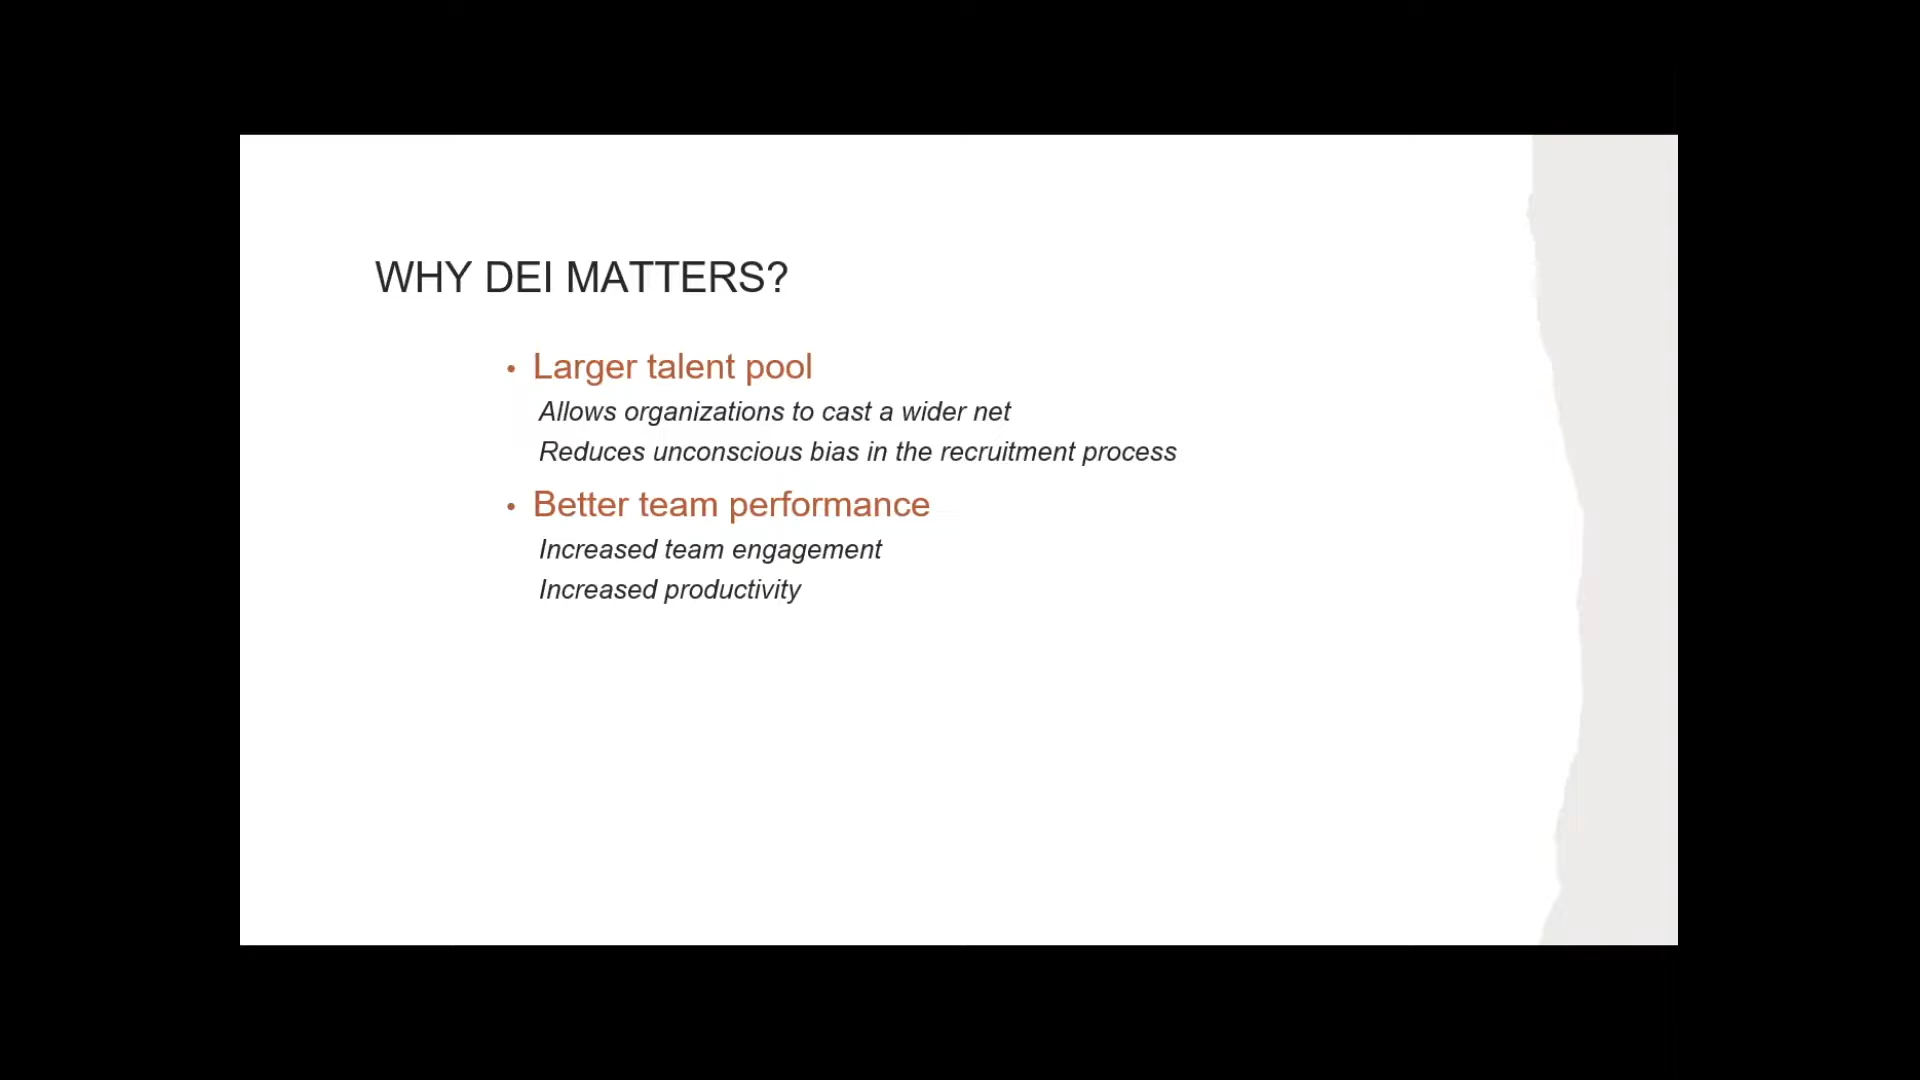 WHY DEI MATTERS?
• Larger talent pool
Allows organizations to cast a wider net
Reduces unconscious bias in the recruitment process
• Better team performance
Increased team engagement
Increased productivity